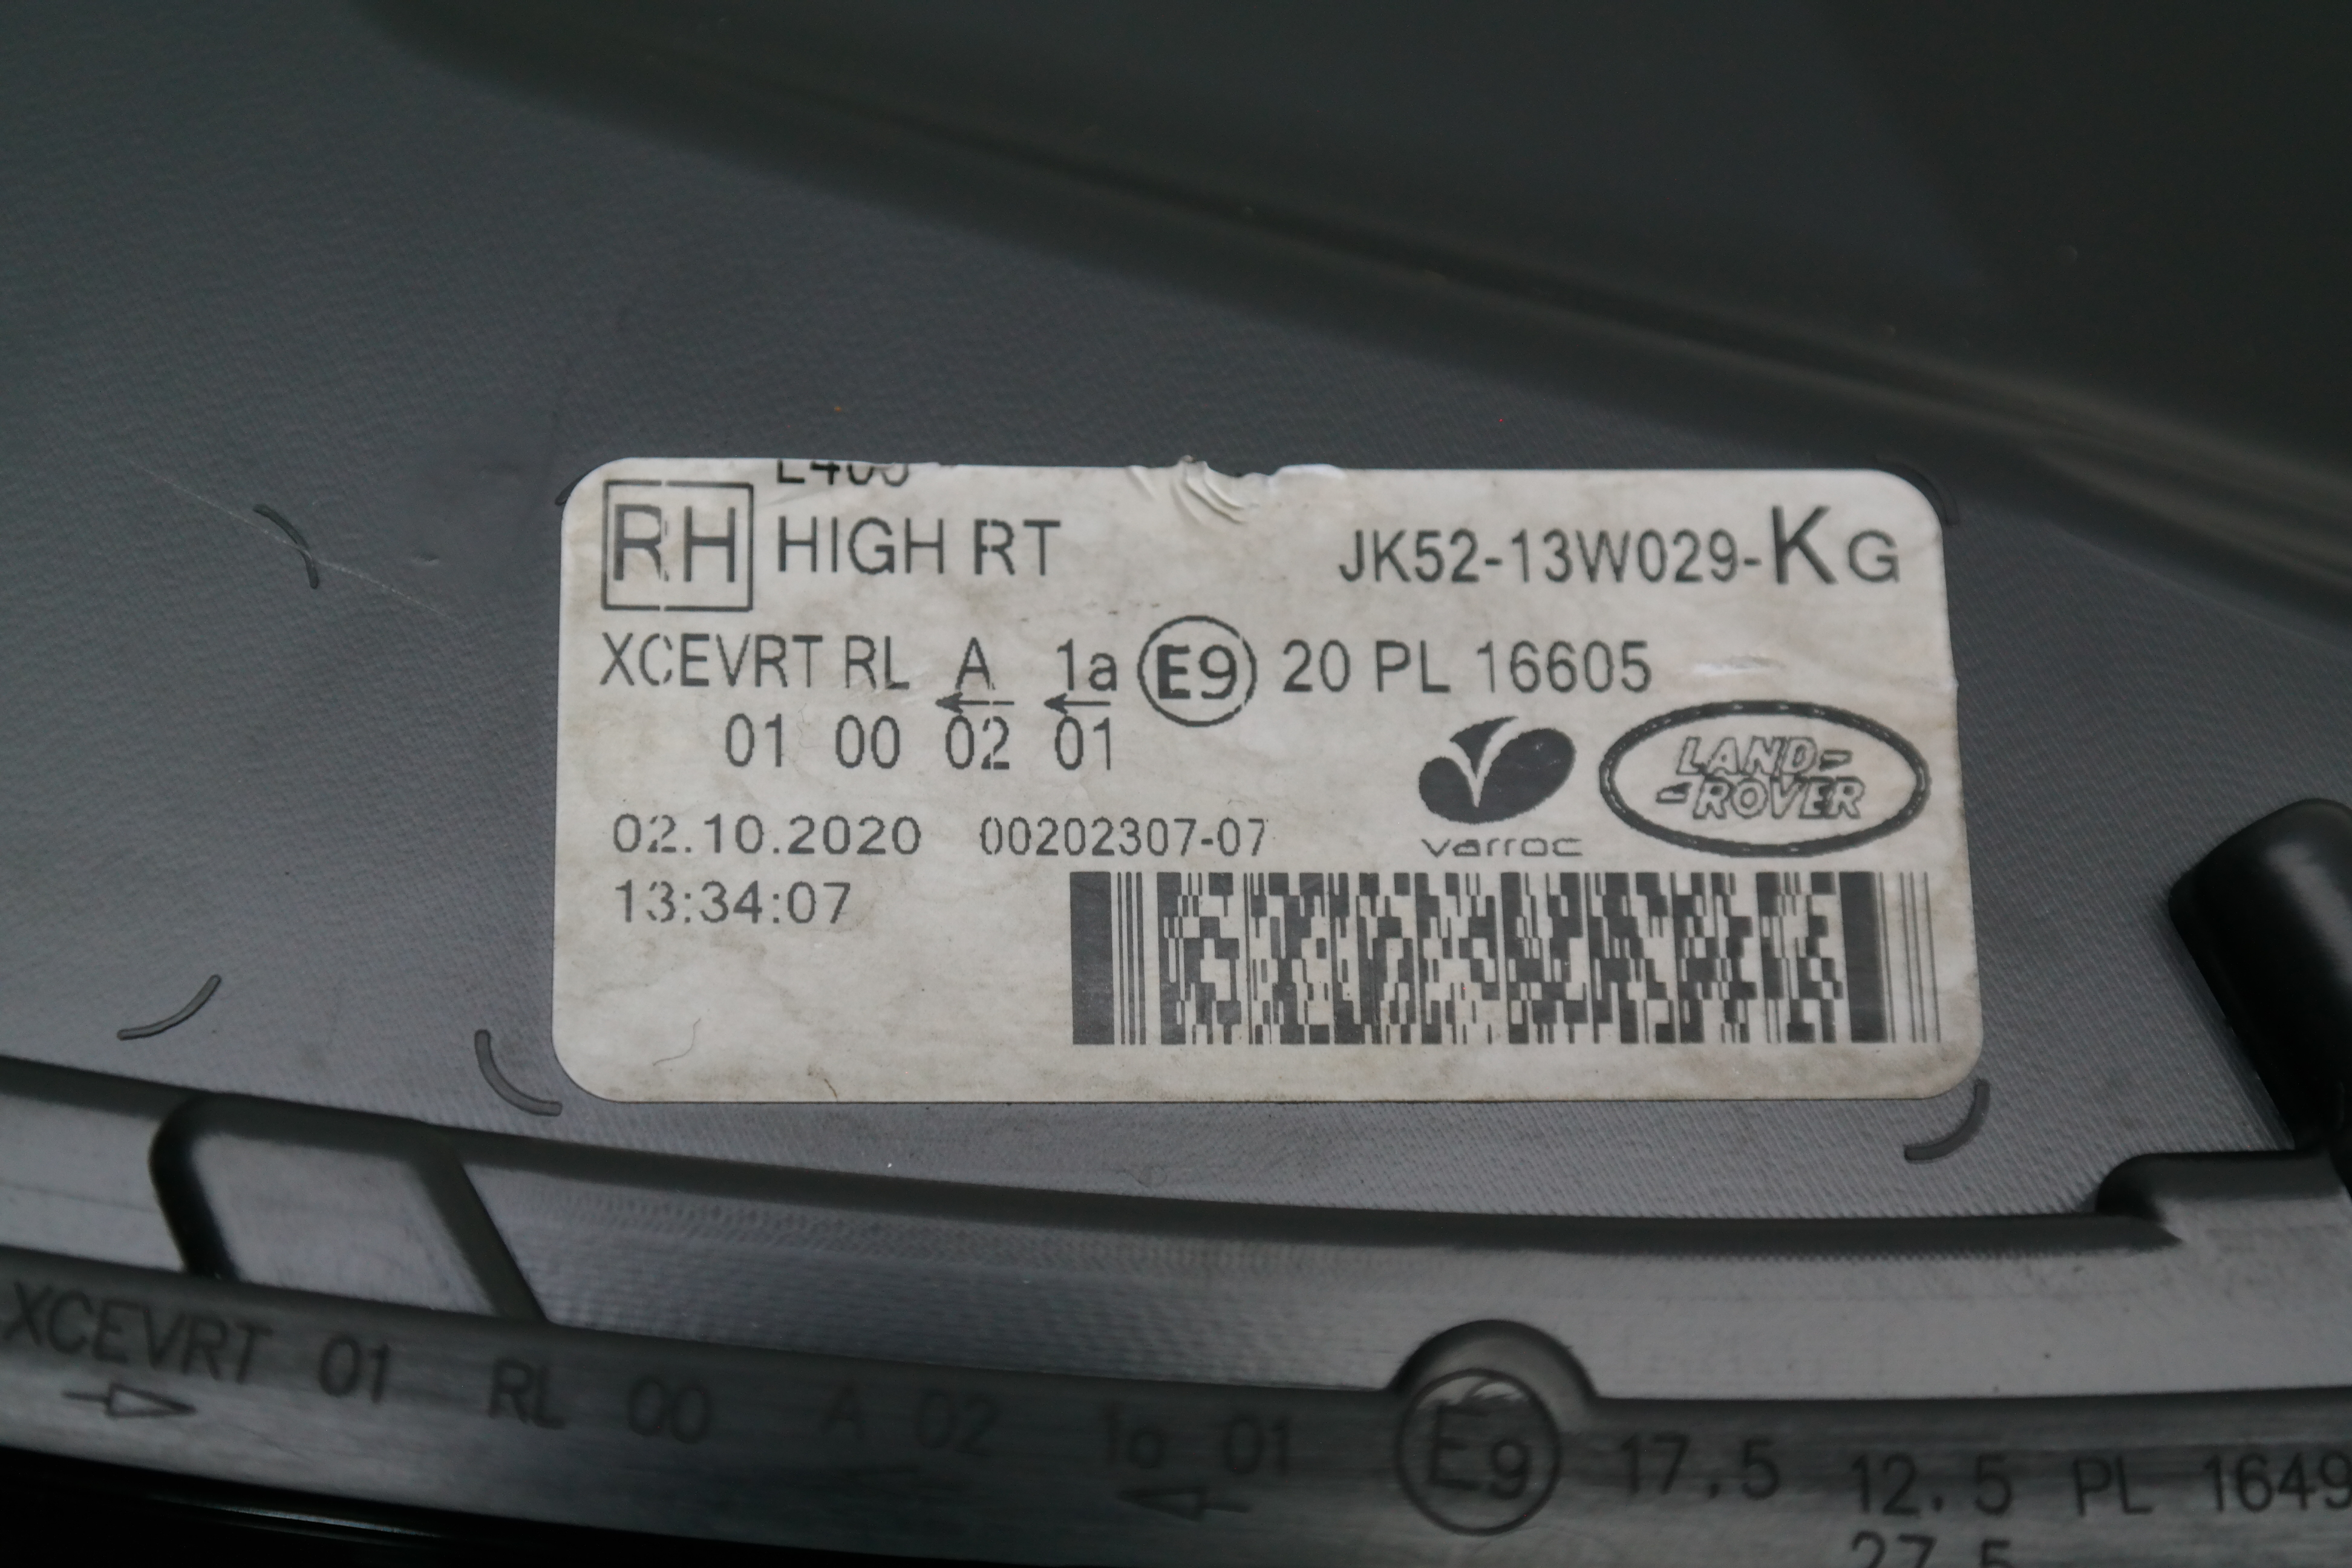 RH HIGH RT JK52-13W029-KG
XCEVRT RL A 1a E9 20 PL 16605
01 00 02 01
varroc
LAND-
-ROVER
02.10.2020 00202307-07
13:34:07
XCEVRT 01 RL 00 A 02 1a 01 E9 17.5 12.5 PL 1649
27.5